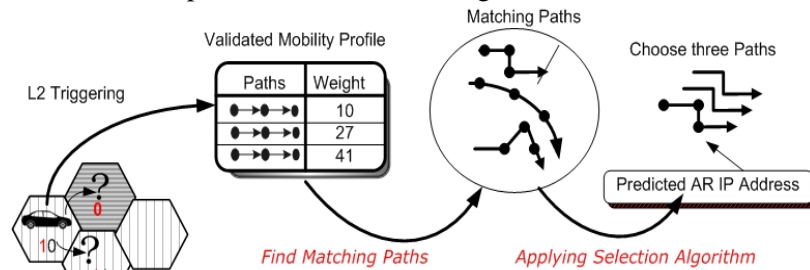 Matching Paths
Validated Mobility Profile
Choose three Paths
L2 Triggering
Paths Weight
10
27
41
Predicted AR IP Address
?
0
10
?
Find Matching Paths
Applying Selection Algorithm